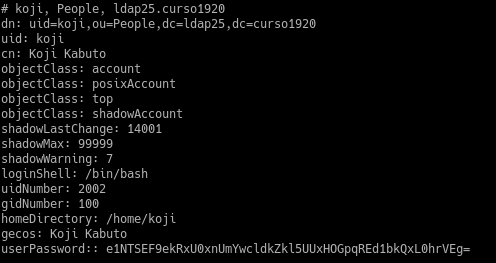 # koji, People, ldap25.curso1920
dn: uid=koji,ou=People,dc=ldap25,dc=curso1920
uid: koji
cn: Koji Kabuto
objectClass: account
objectClass: posixAccount
objectClass: top
objectClass: shadowAccount
shadowLastChange: 14001
shadowMax: 99999
shadowWarning: 7
loginShell: /bin/bash
uidNumber: 2002
gidNumber: 100
homeDirectory: /home/koji
gecos: Koji Kabuto
userPassword:: e1NTSEF9ekRxU0xnUmYwcldkZkl5UUxHOGpqREd1bkQxL0hrVEg=